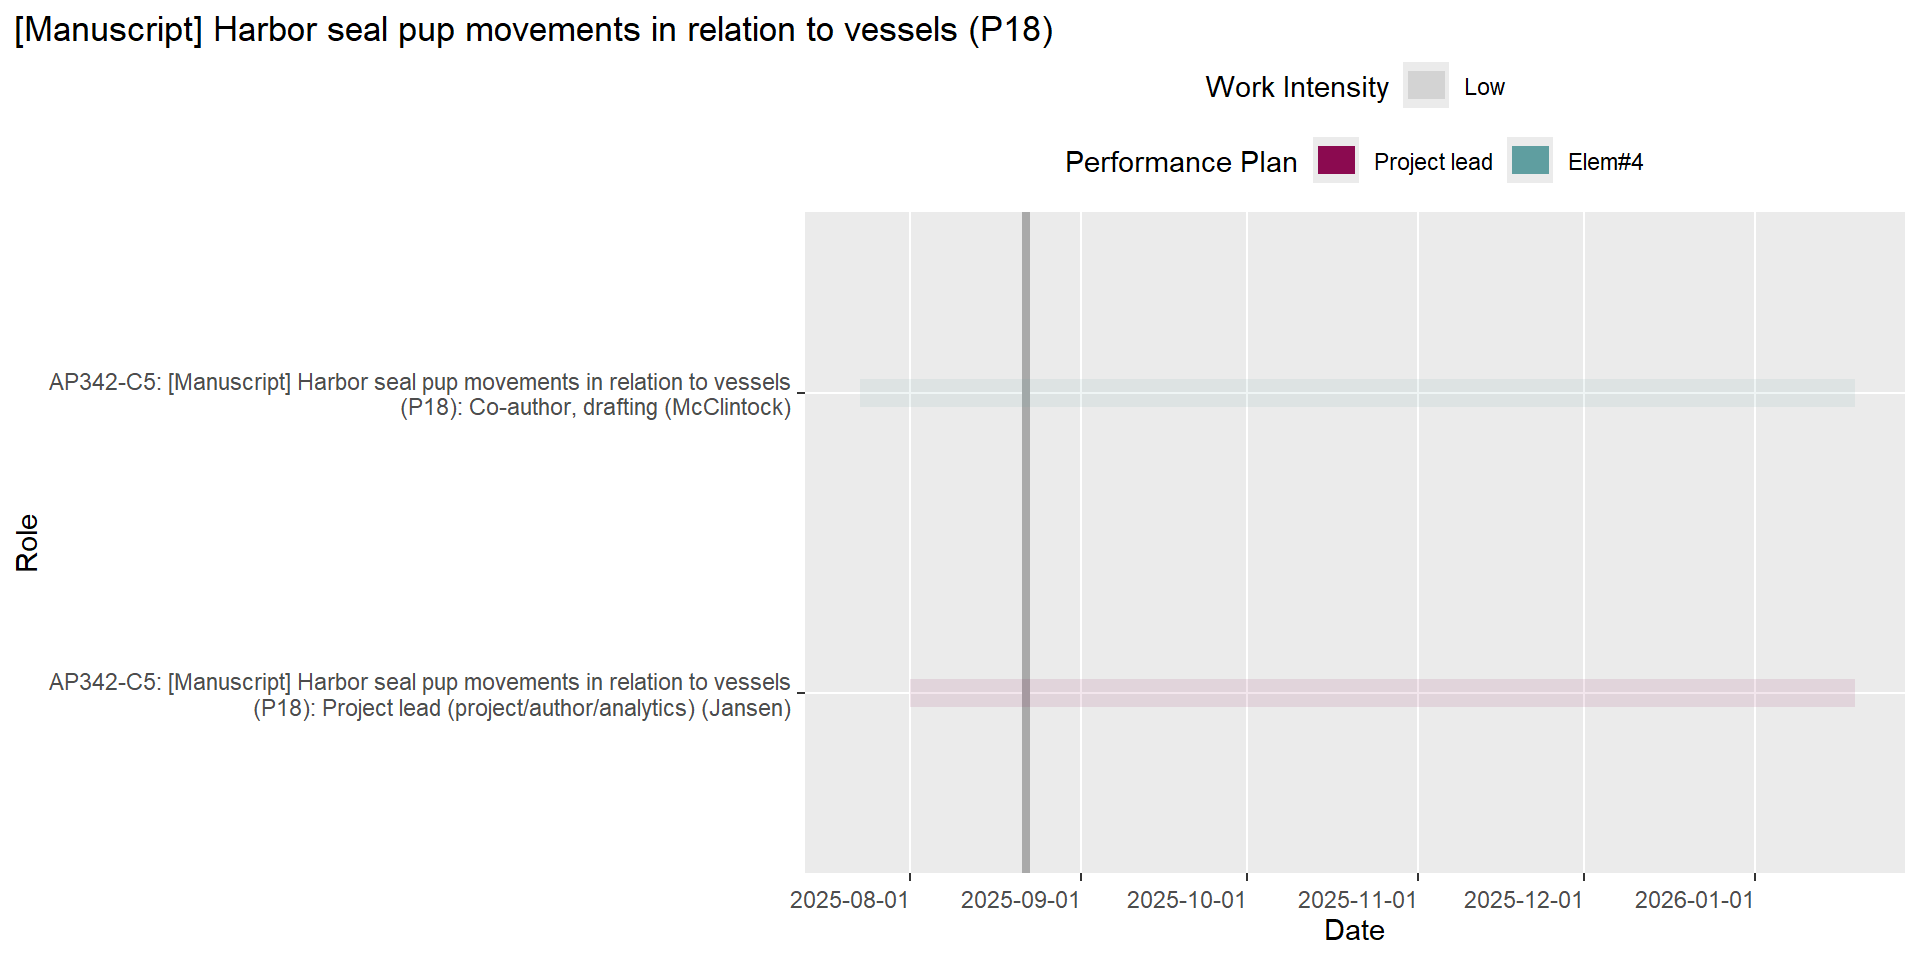 [Manuscript] Harbor seal pup movements in relation to vessels (P18)
Work Intensity Low
Performance Plan Project lead Elem#4
AP342-C5: [Manuscript] Harbor seal pup movements in relation to vessels
(P18): Co-author, drafting (McClintock)
Role
AP342-C5: [Manuscript] Harbor seal pup movements in relation to vessels
(P18): Project lead (project/author/analytics) (Jansen)
2025-08-01 2025-09-01 2025-10-01 2025-11-01 2025-12-01 2026-01-01
Date